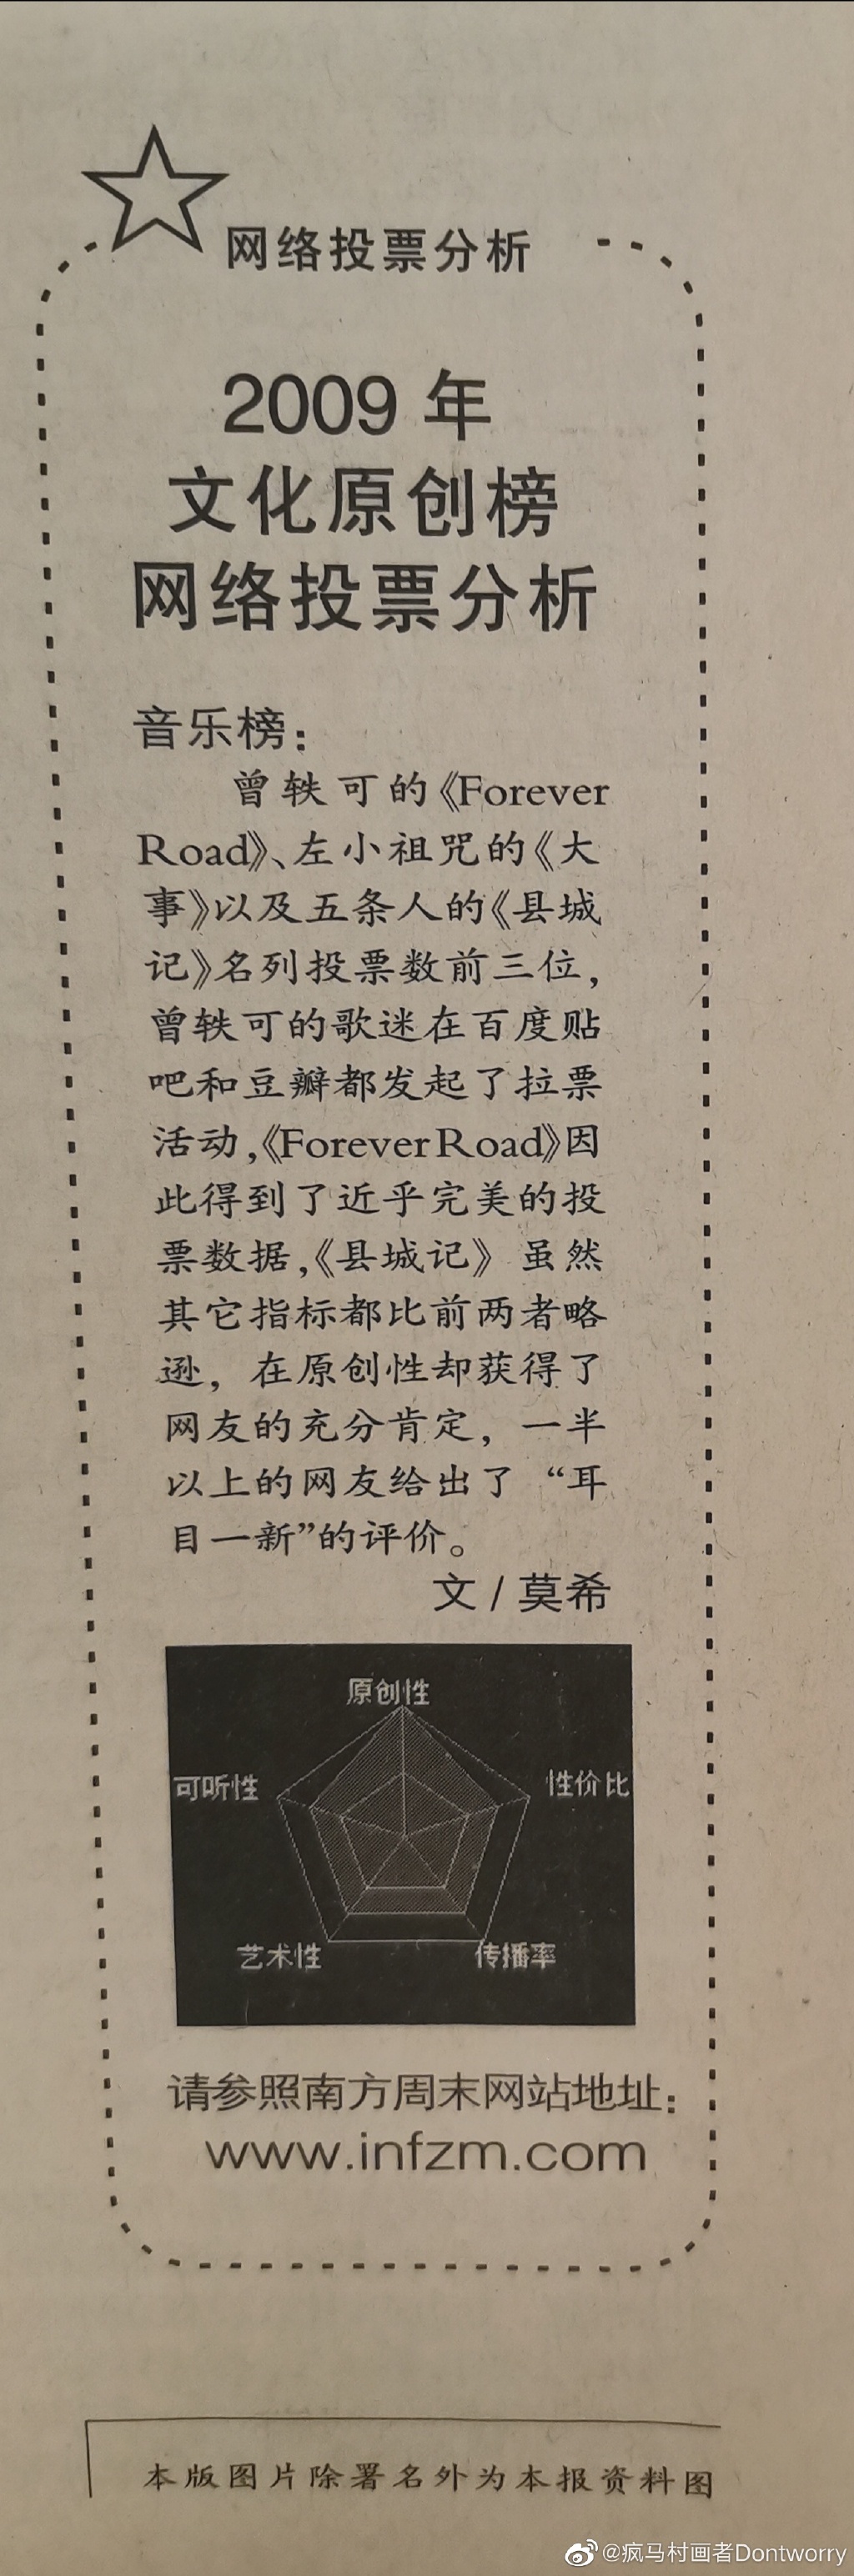 网络投票分析
2009 年
文化原创榜
网络投票分析
音乐榜：
曾轶可的《Forever
Road》、左小祖咒的《大
事》以及五条人的《县城
记》名列投票数前三位，
曾轶可的歌迷在百度贴
吧和豆瓣都发起了拉票
活动，《Forever Road》因
此得到了近乎完美的投
票数据，《县城记》虽然
其它指标都比前两者略
逊，在原创性却获得了
网友的充分肯定，一半
以上的网友给出了“耳
目一新”的评价。
文 / 莫希
原创性
可听性
性价比
艺术性
传播率
请参照南方周末网站地址：
www.infzm.com
本版图片除署名外为本报资料图
@疯马村画者Dontworry